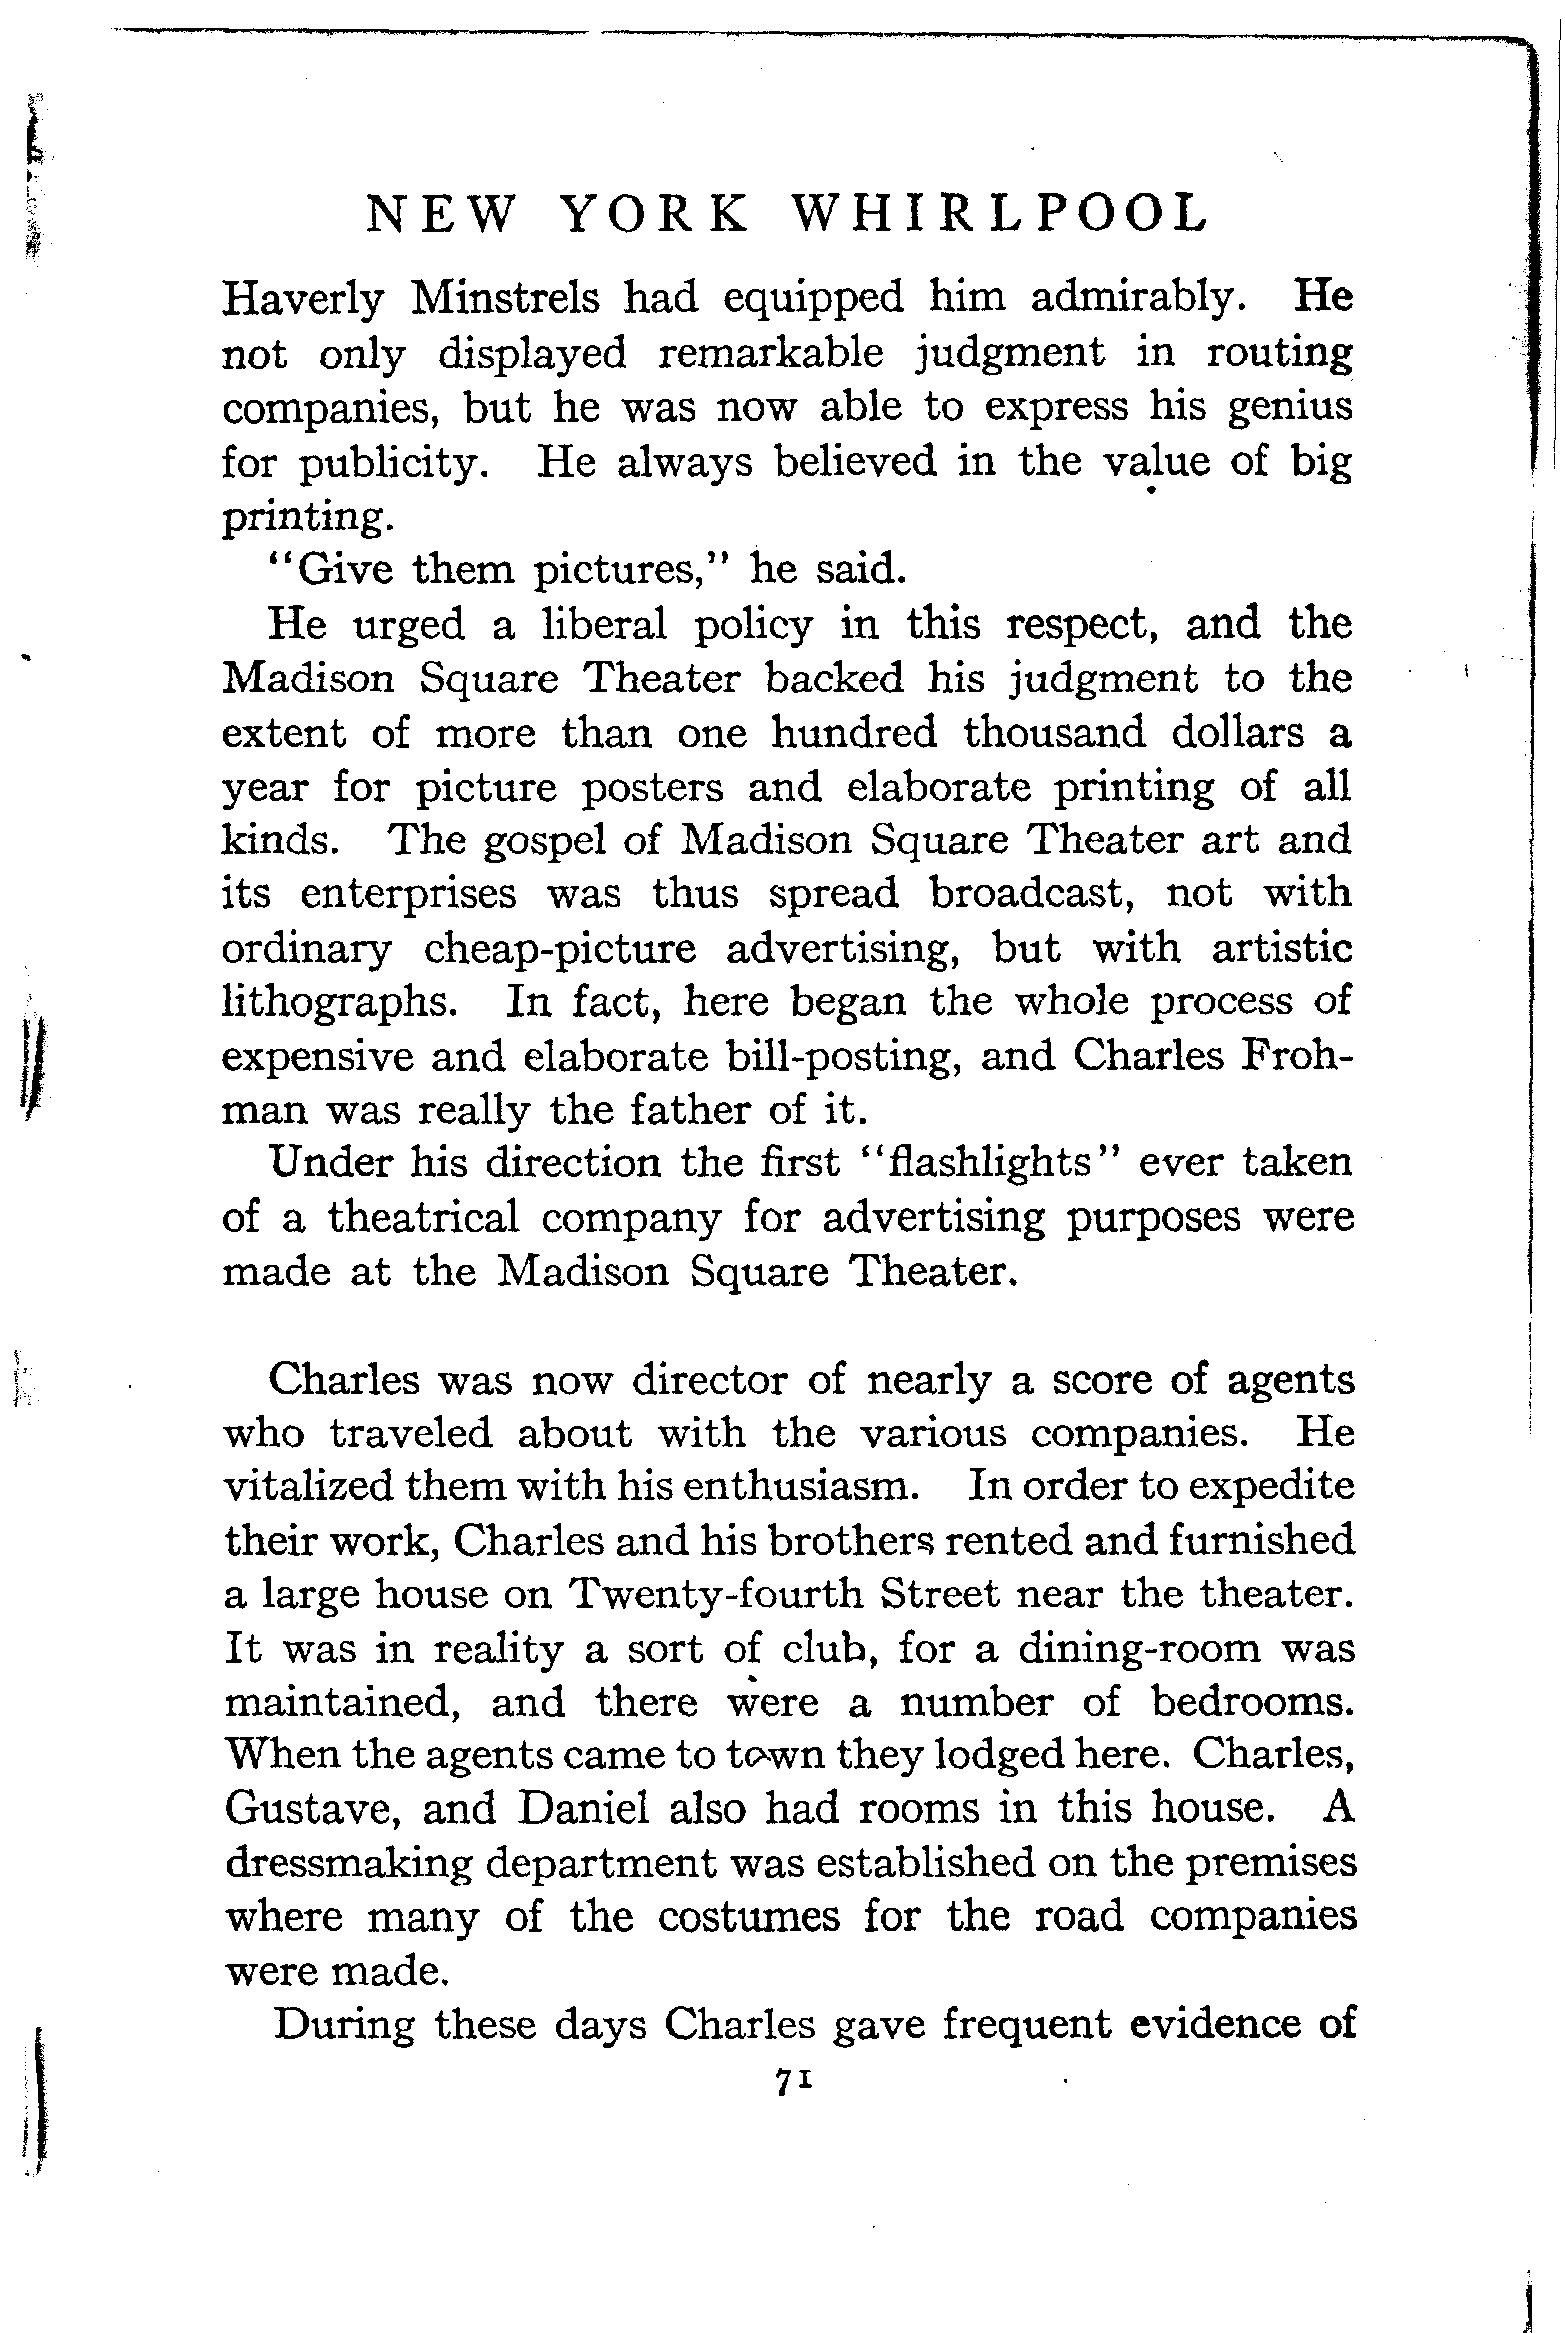 NEW YORK WHIRLPOOL
Haverly Minstrels had equipped him admirably. He
not only displayed remarkable judgment in routing
companies, but he was now able to express his genius
for publicity. He always believed in the value of big
printing.
"Give them pictures," he said.
He urged a liberal policy in this respect, and the
Madison Square Theater backed his judgment to the
extent of more than one hundred thousand dollars a
year for picture posters and elaborate printing of all
kinds. The gospel of Madison Square Theater art and
its enterprises was thus spread broadcast, not with
ordinary cheap-picture advertising, but with artistic
lithographs. In fact, here began the whole process of
expensive and elaborate bill-posting, and Charles Froh-
man was really the father of it.
Under his direction the first "flashlights" ever taken
of a theatrical company for advertising purposes were
made at the Madison Square Theater.
Charles was now director of nearly a score of agents
who traveled about with the various companies. He
vitalized them with his enthusiasm. In order to expedite
their work, Charles and his brothers rented and furnished
a large house on Twenty-fourth Street near the theater.
It was in reality a sort of club, for a dining-room was
maintained, and there were a number of bedrooms.
When the agents came to town they lodged here. Charles,
Gustave, and Daniel also had rooms in this house. A
dressmaking department was established on the premises
where many of the costumes for the road companies
were made.
During these days Charles gave frequent evidence of
71